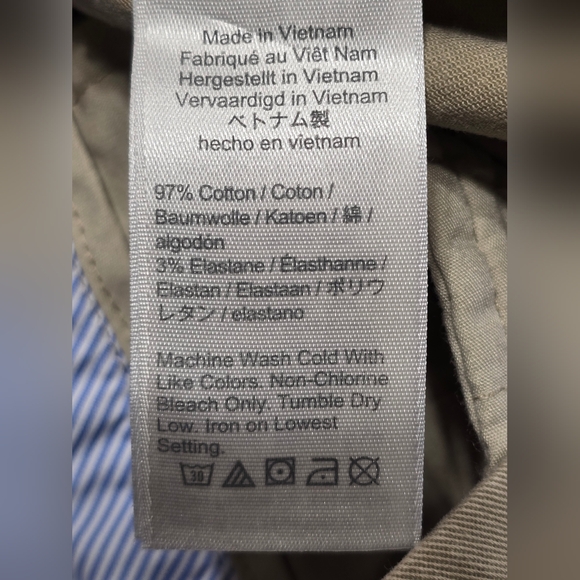 Made in Vietnam
Fabriqué au Viêt Nam
Hergestellt in Vietnam
Vervaardigd in Vietnam
ベトナム製
hecho en vietnam
97% Cotton / Coton /
Baumwolle / Katoen / 綿 /
algodón
3% Elastane / Élasthanne /
Elastan / Elastaan / ポリウ
レタン / elastano
Machine Wash Cold With
Like Colors. Non-Chlorine
Bleach Only. Tumble Dry
Low. Iron on Lowest
Setting.
30